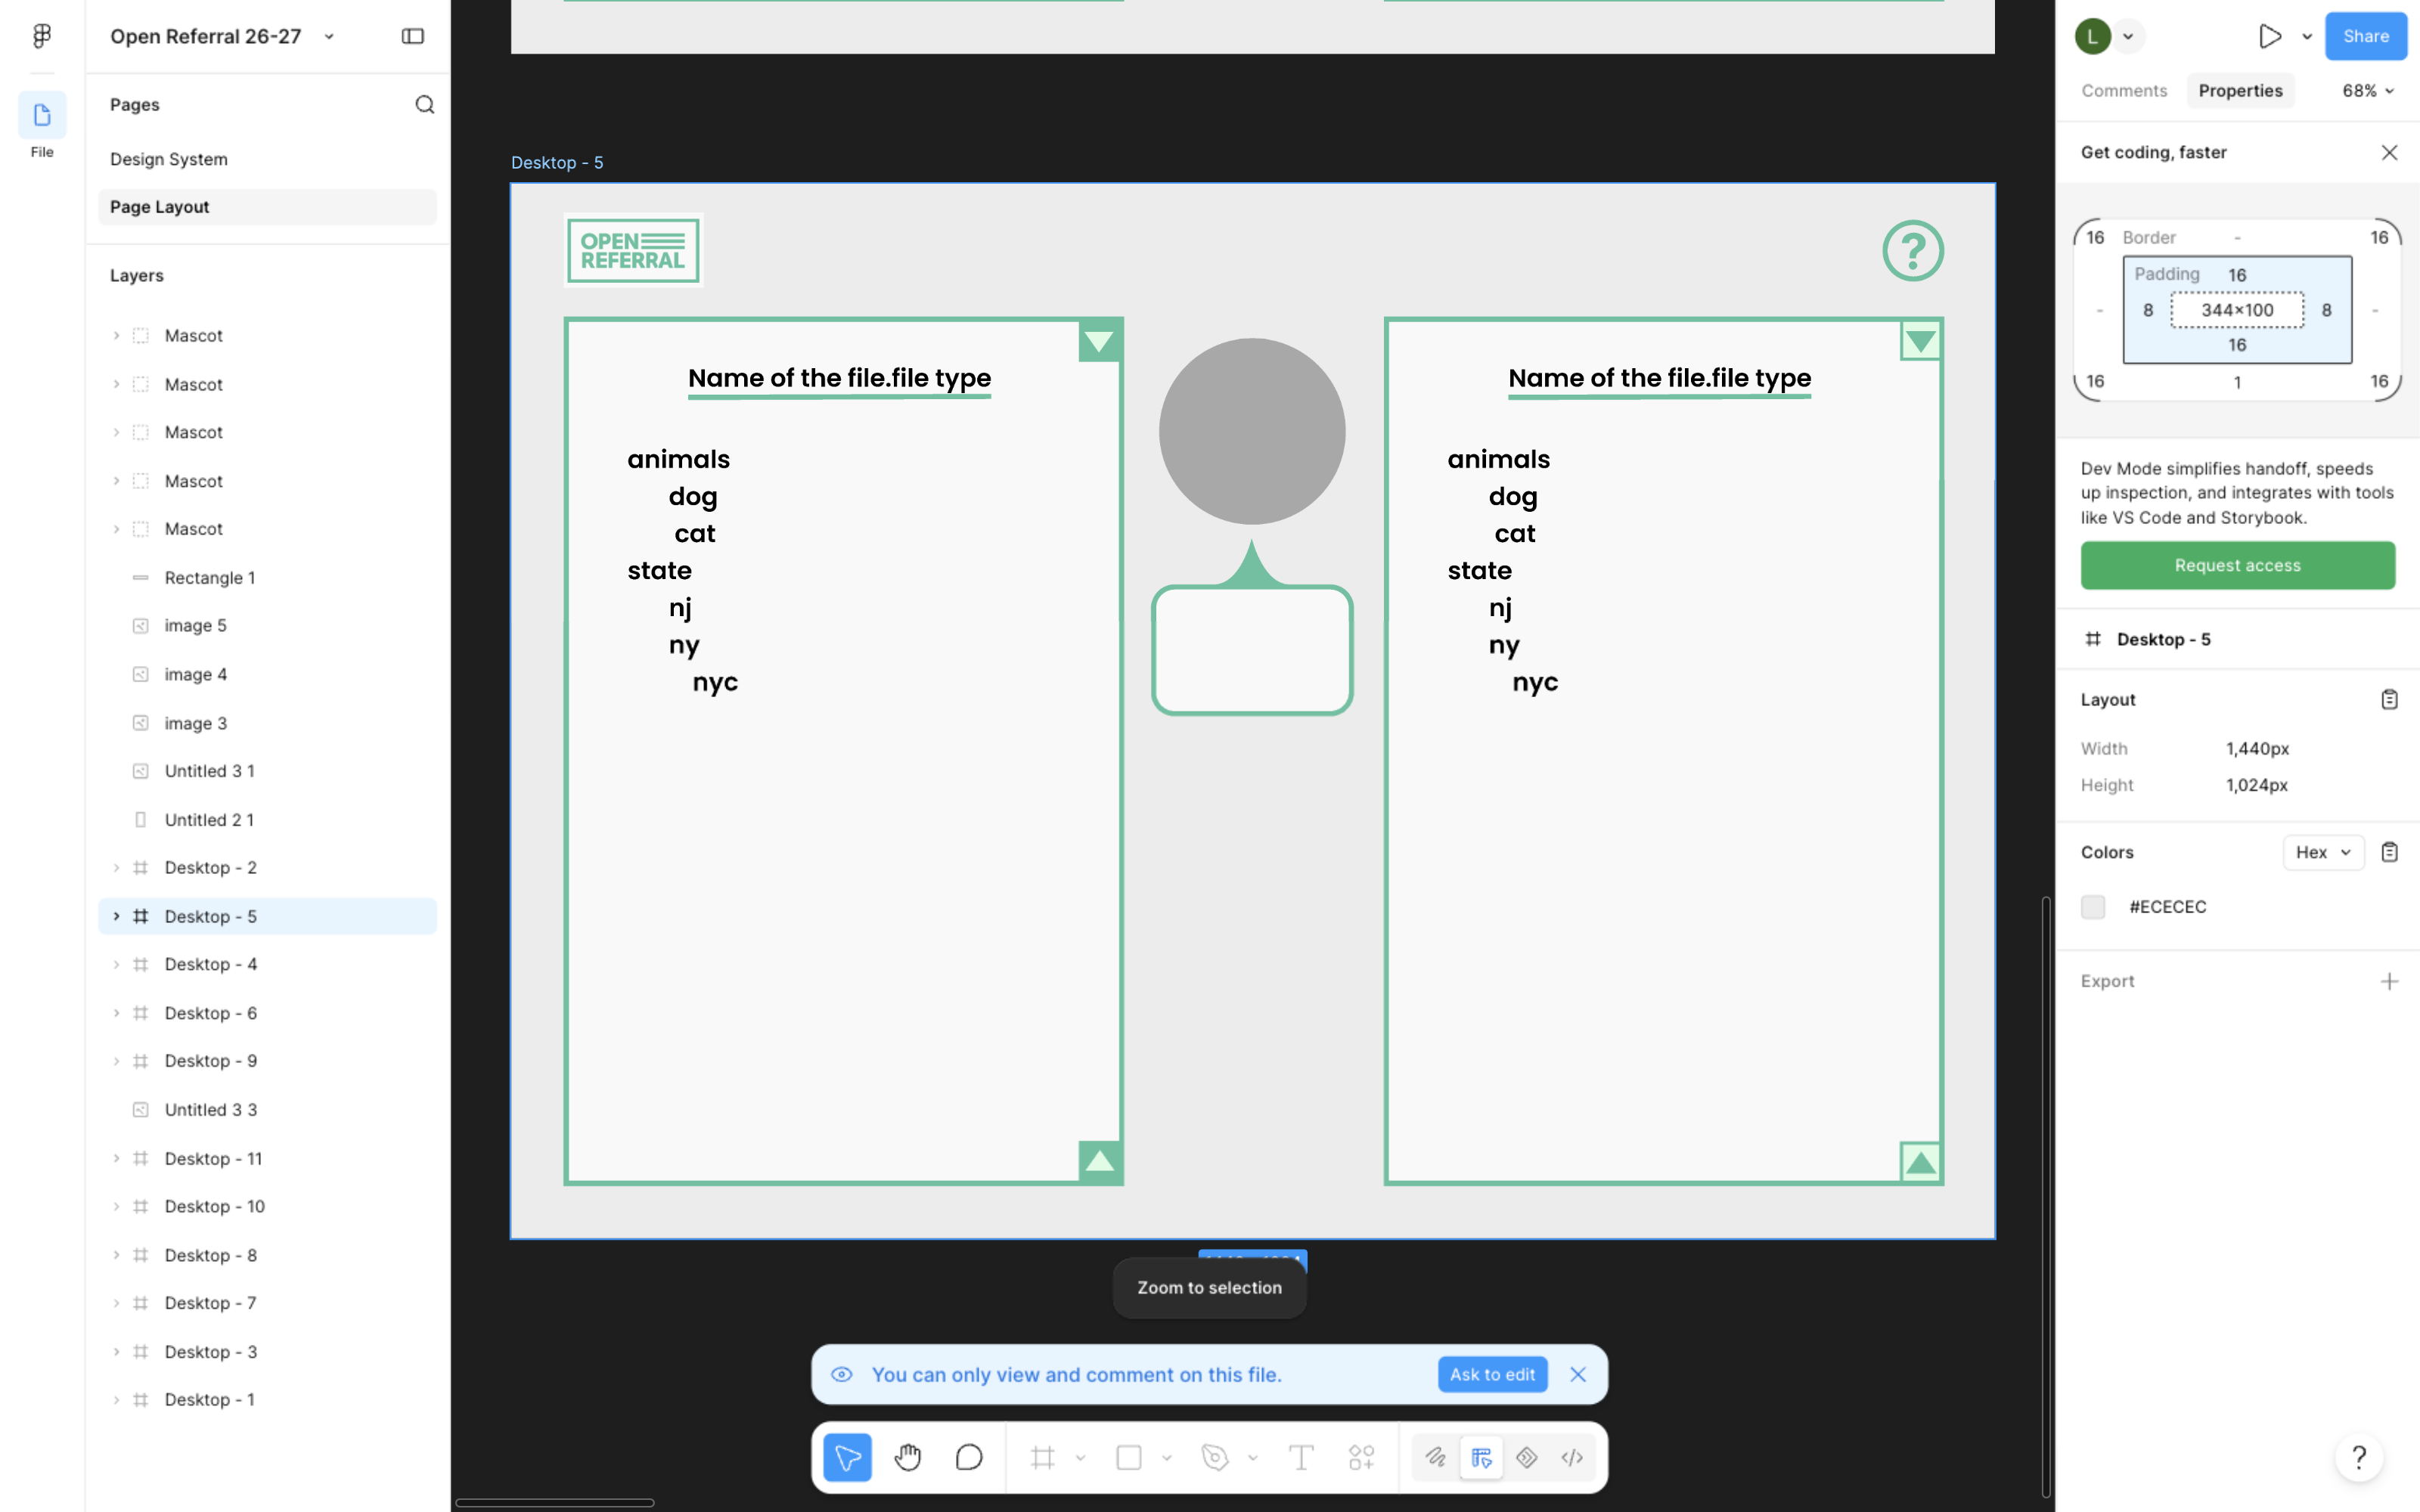 Open Referral 26-27
File
Pages
Design System
Page Layout
Layers
Mascot
Mascot
Mascot
Mascot
Mascot
Rectangle 1
image 5
image 4
image 3
Untitled 3 1
Untitled 2 1
Desktop - 2
Desktop - 5
Desktop - 4
Desktop - 6
Desktop - 9
Untitled 3 3
Desktop - 11
Desktop - 10
Desktop - 8
Desktop - 7
Desktop - 3
Desktop - 1
Desktop - 5
OPEN
REFERRAL
?
Name of the file.file type
animals
dog
cat
state
nj
ny
nyc
Name of the file.file type
animals
dog
cat
state
nj
ny
nyc
Zoom to selection
You can only view and comment on this file.
Ask to edit
L
Share
Comments Properties 68%
Get coding, faster
16 Border - 16
Padding 16
- 8 344×100 8 -
16
16 1 16
Dev Mode simplifies handoff, speeds
up inspection, and integrates with tools
like VS Code and Storybook.
Request access
Desktop - 5
Layout
Width 1,440px
Height 1,024px
Colors Hex
#ECECEC
Export
?